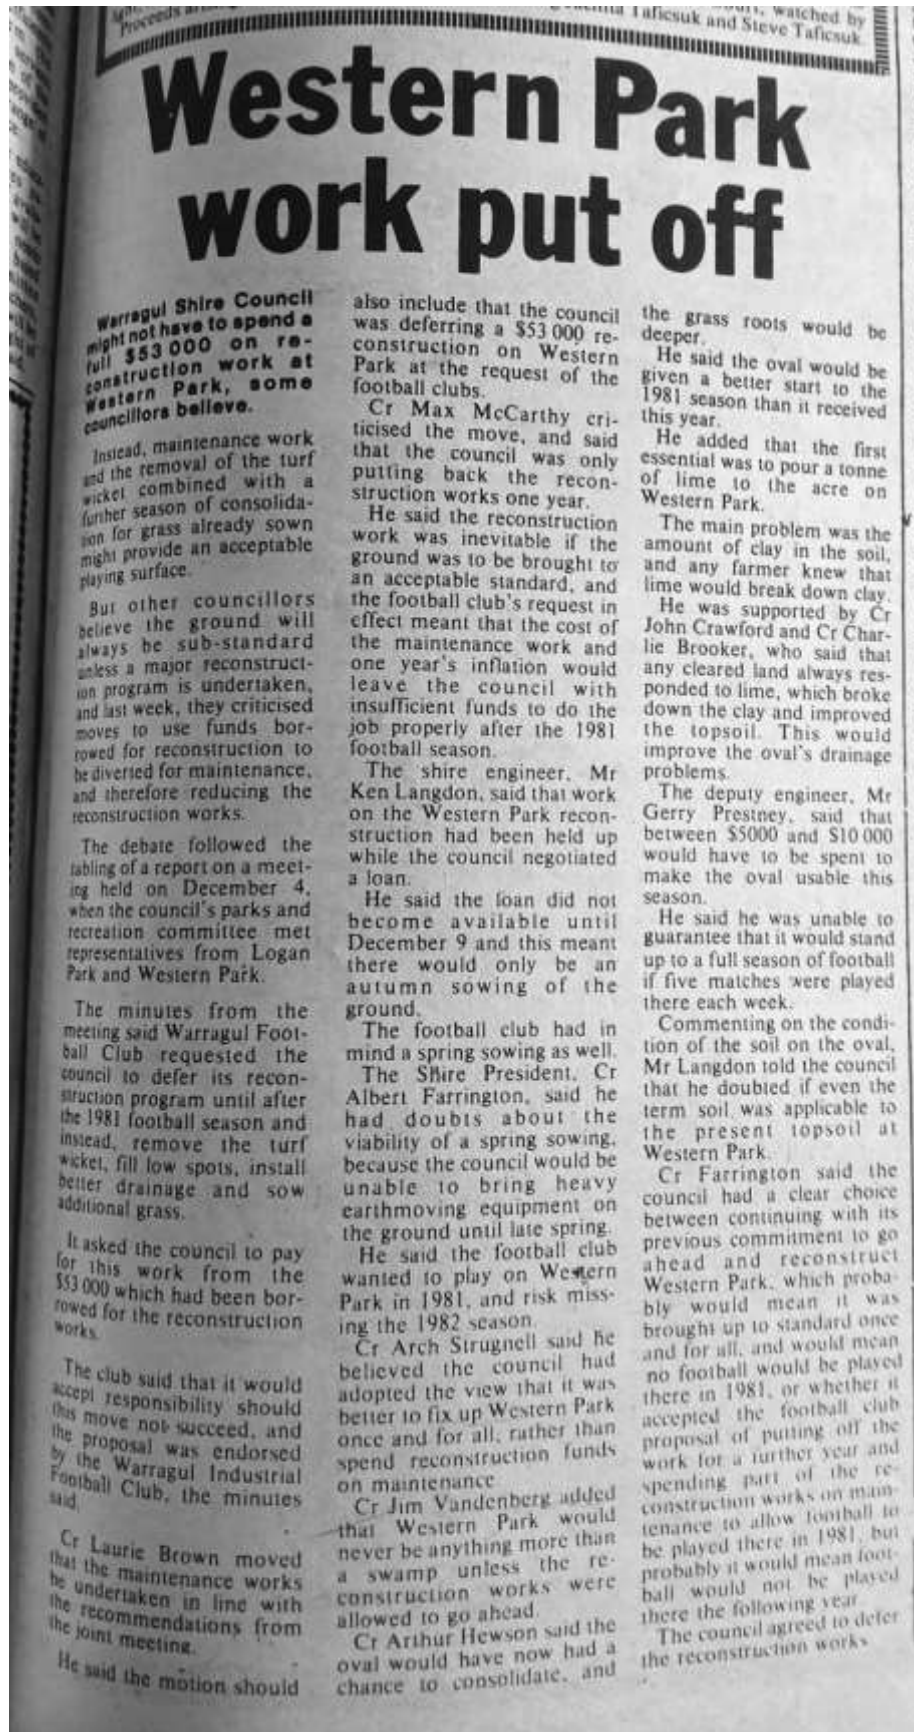 Proceeds
watched by
Taficsuk and Steve Taficsuk
Western Park
work put off
Warragul Shire Council
might not have to spend a
full $53 000 on re-
construction work at
Western Park, some
councillors believe.
Instead, maintenance work
and the removal of the turf
wicket combined with a
further season of consolida-
tion for grass already sown
might provide an acceptable
playing surface.
But other councillors
believe the ground will
always be sub-standard
unless a major reconstruct-
ion program is undertaken,
and last week, they criticised
moves to use funds bor-
rowed for reconstruction to
be diverted for maintenance,
and therefore reducing the
reconstruction works.
The debate followed the
tabling of a report on a meet-
ing held on December 4,
when the council's parks and
recreation committee met
representatives from Logan
Park and Western Park.
The minutes from the
meeting said Warragul Foot-
ball Club requested the
council to defer its recon-
struction program until after
the 1981 football season and
instead, remove the turf
wicket, fill low spots, install
better drainage and sow
additional grass.
It asked the council to pay
for this work from the
$53 000 which had been bor-
rowed for the reconstruction
works.
The club said that it would
accept responsibility should
this move not succeed, and
the proposal was endorsed
by the Warragul Industrial
Football Club, the minutes
said.
Cr Laurie Brown moved
that the maintenance works
be undertaken in line with
the recommendations from
the joint meeting.
He said the motion should
also include that the council
was deferring a $53 000 re-
construction on Western
Park at the request of the
football clubs.
Cr Max McCarthy cri-
ticised the move, and said
that the council was only
putting back the recon-
struction works one year.
He said the reconstruction
work was inevitable if the
ground was to be brought to
an acceptable standard, and
the football club's request in
effect meant that the cost of
the maintenance work and
one year's inflation would
leave the council with
insufficient funds to do the
job properly after the 1981
football season.
The shire engineer, Mr
Ken Langdon, said that work
on the Western Park recon-
struction had been held up
while the council negotiated
a loan.
He said the loan did not
become available until
December 9 and this meant
there would only be an
autumn sowing of the
ground.
The football club had in
mind a spring sowing as well.
The Shire President, Cr
Albert Farrington, said he
had doubts about the
viability of a spring sowing,
because the council would be
unable to bring heavy
earthmoving equipment on
the ground until late spring.
He said the football club
wanted to play on Western
Park in 1981, and risk miss-
ing the 1982 season.
Cr Arch Strugnell said he
believed the council had
adopted the view that it was
better to fix up Western Park
once and for all, rather than
spend reconstruction funds
on maintenance
Cr Jim Vandenberg added
that Western Park would
never be anything more than
a swamp unless the re-
construction works were
allowed to go ahead.
Cr Arthur Hewson said the
oval would have now had a
chance to consolidate, and
the grass roots would be
deeper.
He said the oval would be
given a better start to the
1981 season than it received
this year.
He added that the first
essential was to pour a tonne
of lime to the acre on
Western Park.
The main problem was the
amount of clay in the soil,
and any farmer knew that
lime would break down clay.
He was supported by Cr
John Crawford and Cr Char-
lie Brooker, who said that
any cleared land always res-
ponded to lime, which broke
down the clay and improved
the topsoil. This would
improve the oval's drainage
problems.
The deputy engineer, Mr
Gerry Prestney, said that
between $5000 and $10 000
would have to be spent to
make the oval usable this
season.
He said he was unable to
guarantee that it would stand
up to a full season of football
if five matches were played
there each week.
Commenting on the condi-
tion of the soil on the oval,
Mr Langdon told the council
that he doubted if even the
term soil was applicable to
the present topsoil at
Western Park.
Cr Farrington said the
council had a clear choice
between continuing with its
previous commitment to go
ahead and reconstruct
Western Park, which proba-
bly would mean it was
brought up to standard once
and for all, and would mean
no football would be played
there in 1981, or whether it
accepted the football club
proposal of putting off the
work for a further year and
spending part of the re-
construction works on main-
tenance to allow football to
be played there in 1981, but
probably it would mean foot-
ball would not be played
there the following year
The council agreed to defer
the reconstruction works